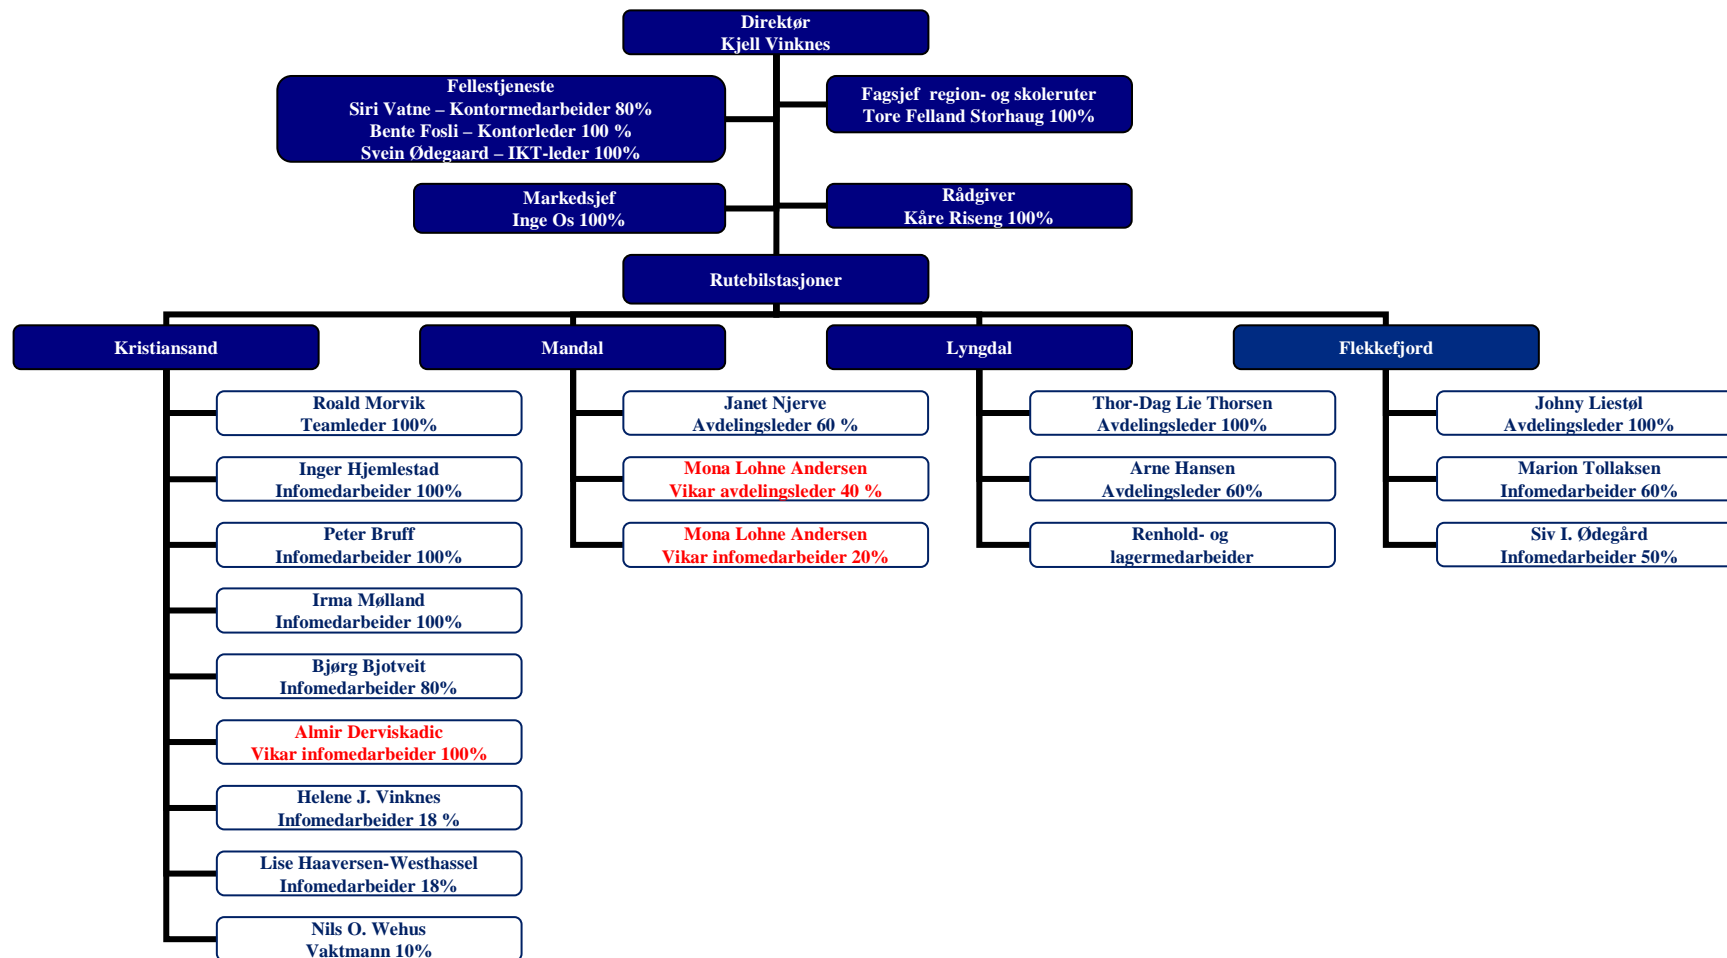 Direktør
Kjell Vinknes
Fellestjeneste
Siri Vatne – Kontormedarbeider 80%
Bente Fosli – Kontorleder 100 %
Svein Ødegaard – IKT-leder 100%
Fagsjef region- og skoleruter
Tore Felland Storhaug 100%
Markedsjef
Inge Os 100%
Rådgiver
Kåre Riseng 100%
Rutebilstasjoner
Kristiansand
Roald Morvik
Teamleder 100%
Inger Hjemlestad
Infomedarbeider 100%
Peter Bruff
Infomedarbeider 100%
Irma Mølland
Infomedarbeider 100%
Bjørg Bjotveit
Infomedarbeider 80%
Almir Derviskadic
Vikar infomedarbeider 100%
Helene J. Vinknes
Infomedarbeider 18 %
Lise Haaversen-Westhassel
Infomedarbeider 18%
Nils O. Wehus
Vaktmann 10%
Mandal
Janet Njerve
Avdelingsleder 60 %
Mona Lohne Andersen
Vikar avdelingsleder 40 %
Mona Lohne Andersen
Vikar infomedarbeider 20%
Lyngdal
Thor-Dag Lie Thorsen
Avdelingsleder 100%
Arne Hansen
Avdelingsleder 60%
Renhold- og
lagermedarbeider
Flekkefjord
Johny Liestøl
Avdelingsleder 100%
Marion Tollaksen
Infomedarbeider 60%
Siv I. Ødegård
Infomedarbeider 50%